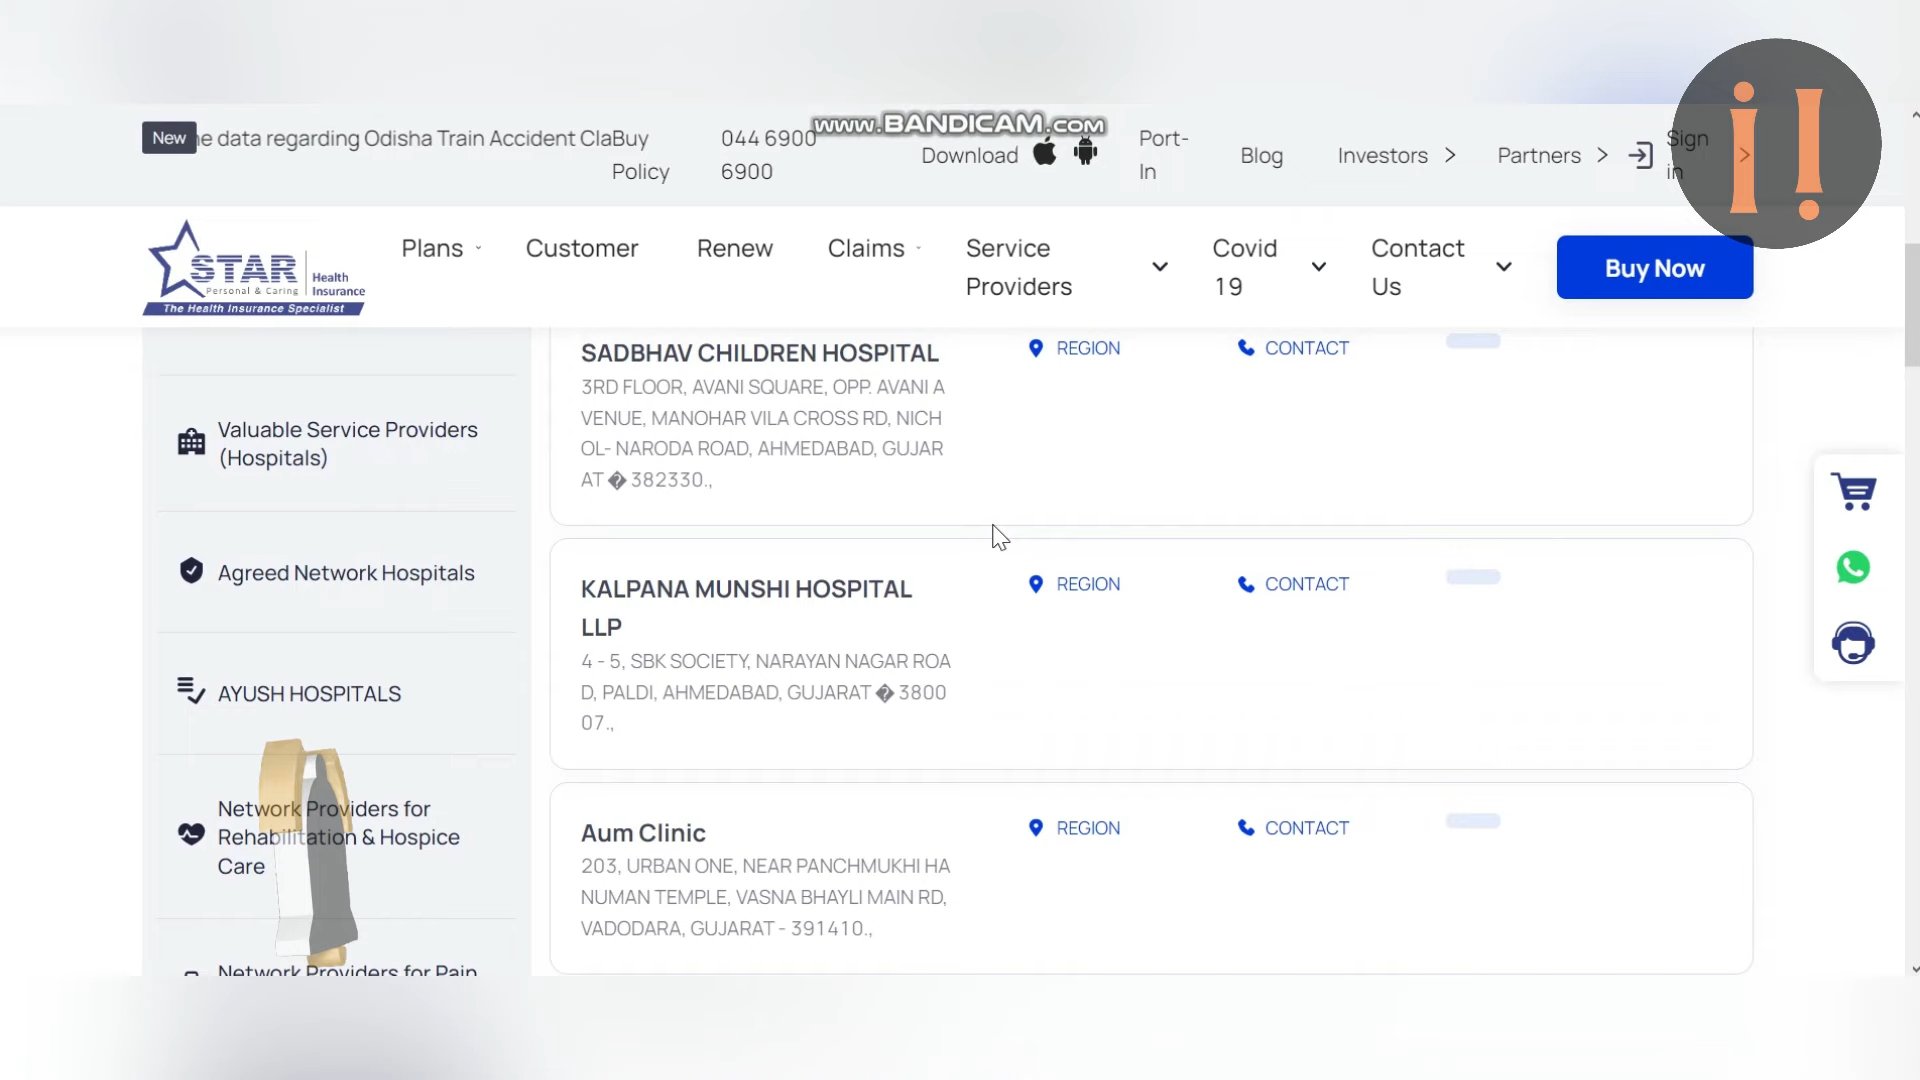 www.BANDICAM.com
New
e data regarding Odisha Train Accident Cla
Buy
Policy
044 6900
6900
Download
Port-
In
Blog
Investors
Partners
Sign
in
STAR
Personal & Caring
Health
Insurance
The Health Insurance Specialist
Plans
Customer
Renew
Claims
Service
Providers
Covid
19
Contact
Us
Buy Now
Valuable Service Providers
(Hospitals)
Agreed Network Hospitals
AYUSH HOSPITALS
Network Providers for
Rehabilitation & Hospice
Care
Network Providers for Pain
SADBHAV CHILDREN HOSPITAL
REGION
CONTACT
3RD FLOOR, AVANI SQUARE, OPP. AVANI A
VENUE, MANOHAR VILA CROSS RD, NICH
OL- NARODA ROAD, AHMEDABAD, GUJAR
AT � 382330.,
KALPANA MUNSHI HOSPITAL
LLP
REGION
CONTACT
4 - 5, SBK SOCIETY, NARAYAN NAGAR ROA
D, PALDI, AHMEDABAD, GUJARAT � 3800
07.,
Aum Clinic
REGION
CONTACT
203, URBAN ONE, NEAR PANCHMUKHI HA
NUMAN TEMPLE, VASNA BHAYLI MAIN RD,
VADODARA, GUJARAT - 391410.,